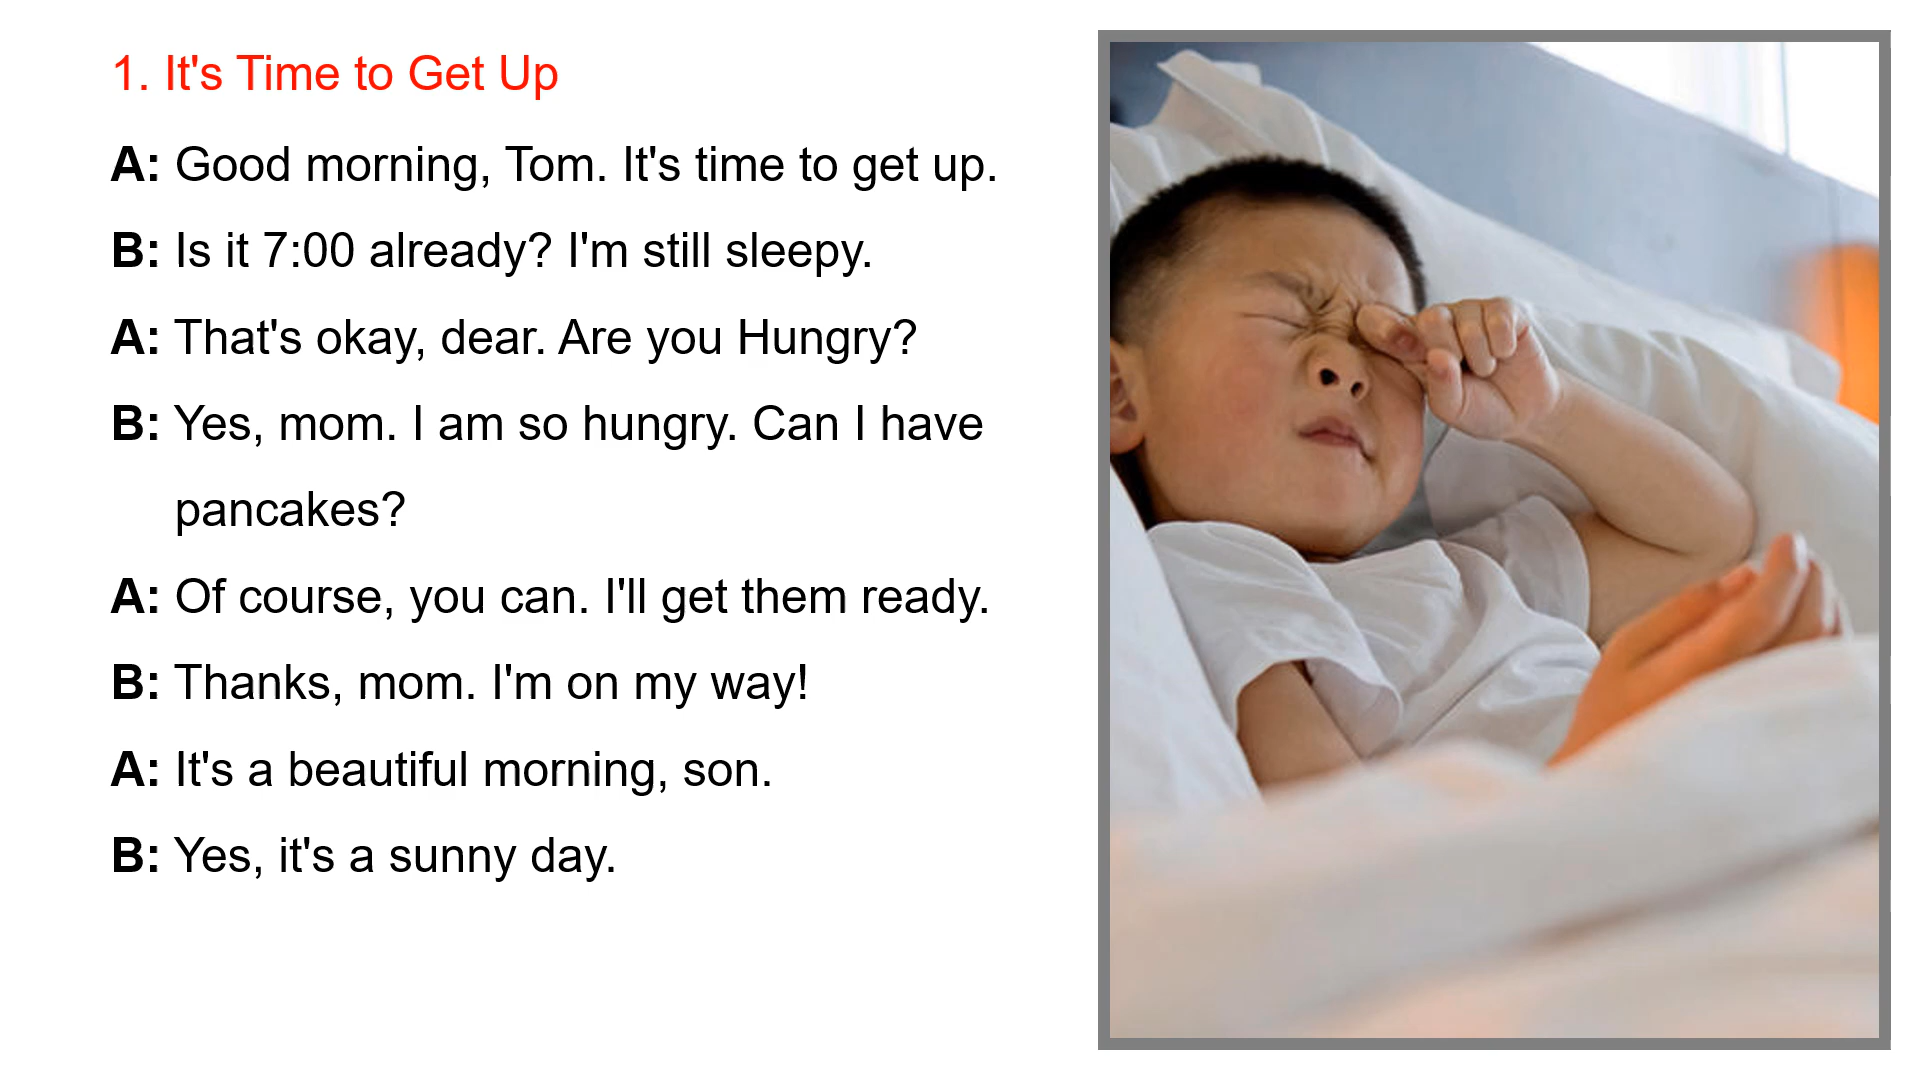 1. It's Time to Get Up
A: Good morning, Tom. It's time to get up.
B: Is it 7:00 already? I'm still sleepy.
A: That's okay, dear. Are you Hungry?
B: Yes, mom. I am so hungry. Can I have
pancakes?
A: Of course, you can. I'll get them ready.
B: Thanks, mom. I'm on my way!
A: It's a beautiful morning, son.
B: Yes, it's a sunny day.